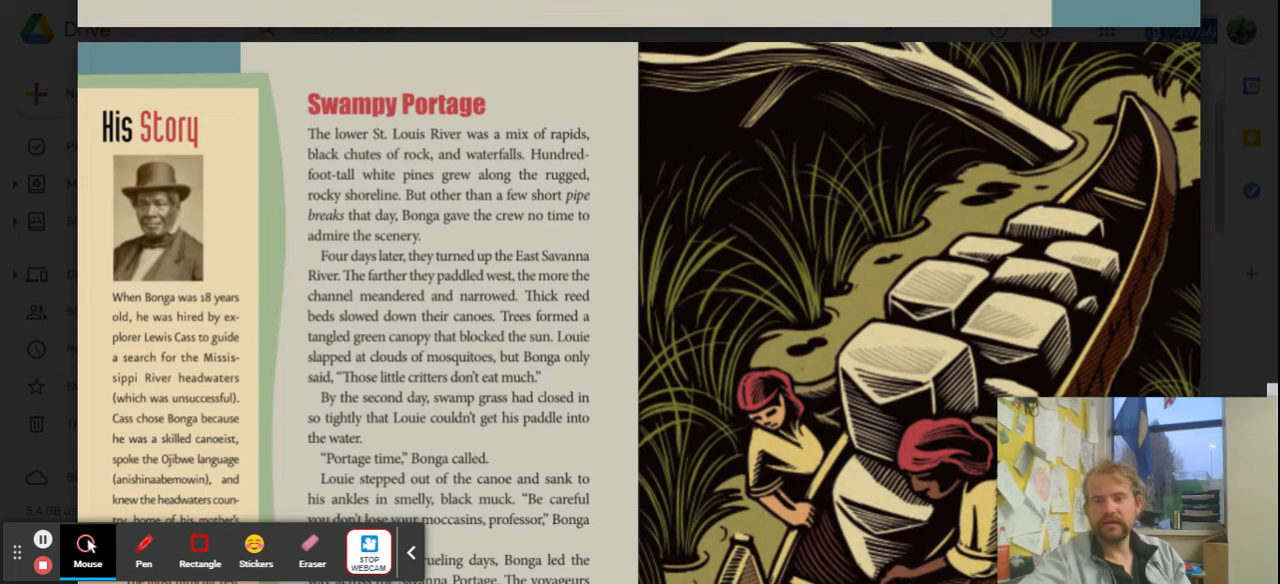 Drive
His Story
When Bonga was 18 years
old, he was hired by ex-
plorer Lewis Cass to guide
a search for the Missis-
sippi River headwaters
(which was unsuccessful).
Cass chose Bonga because
he was a skilled canoeist,
spoke the Ojibwe language
(anishinaabemowin), and
knew the headwaters coun-
try, home of his mother's
Swampy Portage
The lower St. Louis River was a mix of rapids,
black chutes of rock, and waterfalls. Hundred-
foot-tall white pines grew along the rugged,
rocky shoreline. But other than a few short pipe
breaks that day, Bonga gave the crew no time to
admire the scenery.
Four days later, they turned up the East Savanna
River. The farther they paddled west, the more the
channel meandered and narrowed. Thick reed
beds slowed down their canoes. Trees formed a
tangled green canopy that blocked the sun. Louie
slapped at clouds of mosquitoes, but Bonga only
said, “Those little critters don't eat much.”
By the second day, swamp grass had closed in
so tightly that Louie couldn't get his paddle into
the water.
“Portage time,” Bonga called.
Louie stepped out of the canoe and sank to
his ankles in smelly, black muck. “Be careful
you don't lose your moccasins, professor,” Bonga
rueling days, Bonga led the
nna Portage. The voyageurs
Mouse
Pen
Rectangle
Stickers
Eraser
STOP
WEBCAM